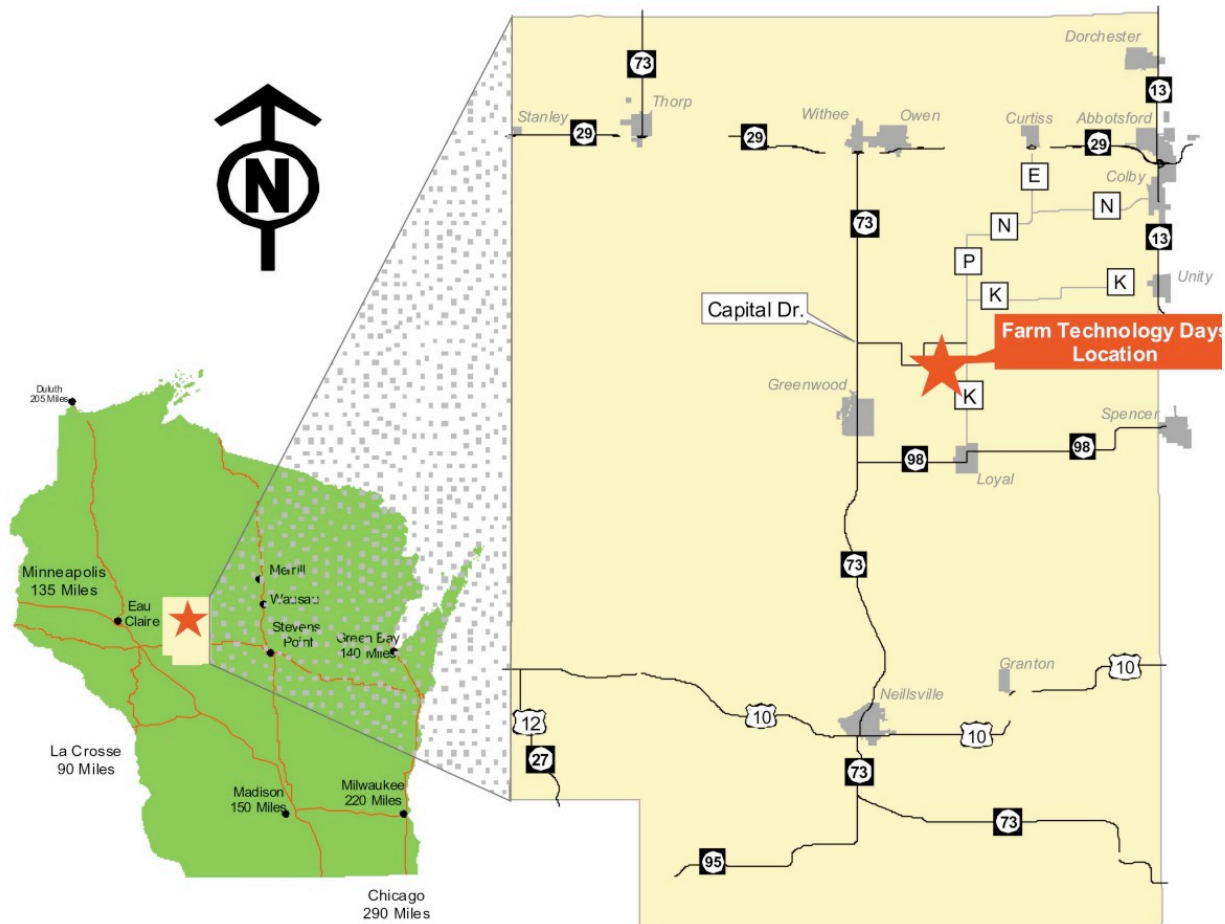 N
Duluth
205 Miles
Minneapolis
135 Miles
Eau
Claire
Merrill
Wausau
Stevens
Point
Green Bay
140 Miles
La Crosse
90 Miles
Madison
150 Miles
Milwaukee
220 Miles
Chicago
290 Miles
73
Dorchester
13
Stanley
29
Thorp
29
Withee
Owen
Curtiss
Abbotsford
29
Colby
E
N
N
73
13
P
K
K
Unity
Capital Dr.
Farm Technology Days
Location
Greenwood
K
Spencer
98
98
Loyal
73
Granton
10
Neillsville
12
10
10
27
73
73
95